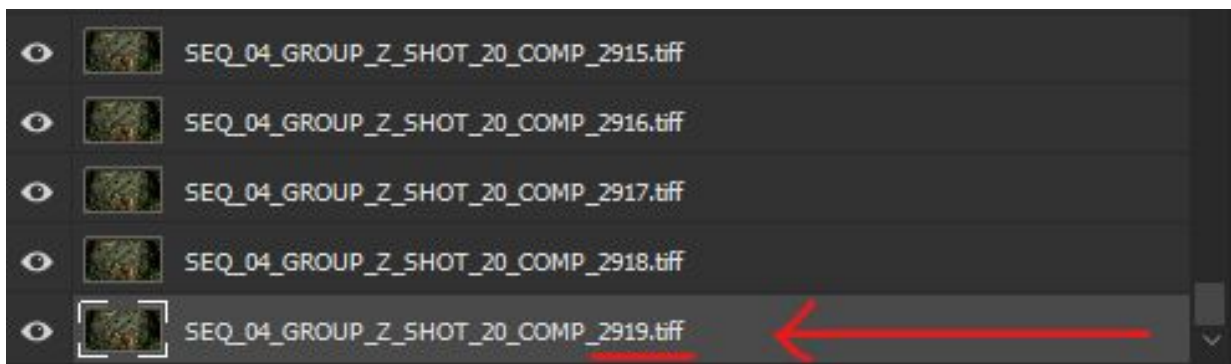 SEQ_04_GROUP_Z_SHOT_20_COMP_2915.tiff
SEQ_04_GROUP_Z_SHOT_20_COMP_2916.tiff
SEQ_04_GROUP_Z_SHOT_20_COMP_2917.tiff
SEQ_04_GROUP_Z_SHOT_20_COMP_2918.tiff
SEQ_04_GROUP_Z_SHOT_20_COMP_2919.tiff